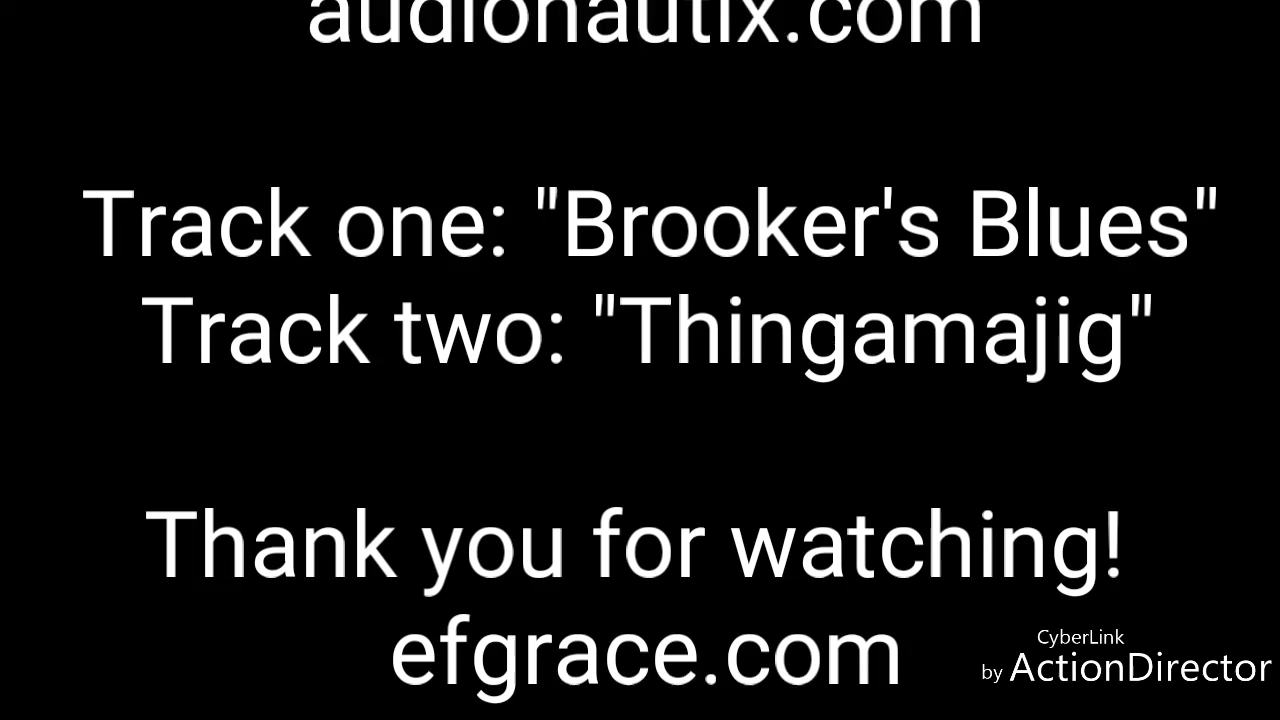 audionautix.com
Track one: "Brooker's Blues"
Track two: "Thingamajig"
Thank you for watching!
efgrace.com
CyberLink
by ActionDirector